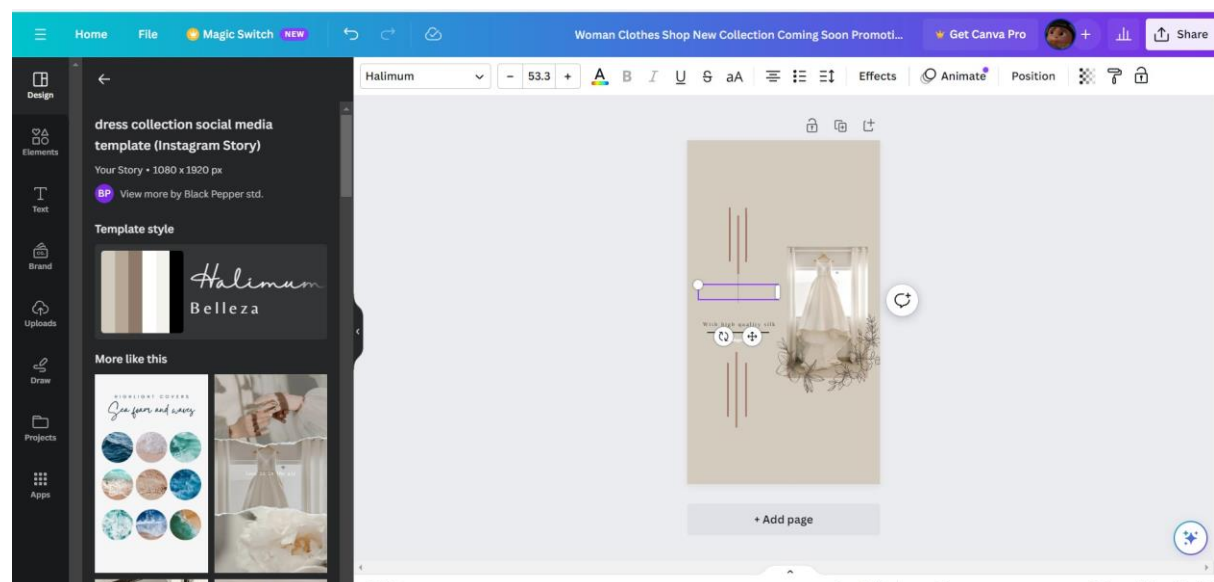 Home File Magic Switch NEW Woman Clothes Shop New Collection Coming Soon Promoti... Get Canva Pro + Share
Design
Elements
Text
Brand
Uploads
Draw
Projects
Apps
dress collection social media
template (Instagram Story)
Your Story • 1080 x 1920 px
BP View more by Black Pepper std.
Template style
Halimum
Belleza
More like this
HIGHLIGHT COVERS
Sea foam and waves
Halimum - 53.3 + A B I U S aA Effects Animate Position
With high quality silk
+ Add page